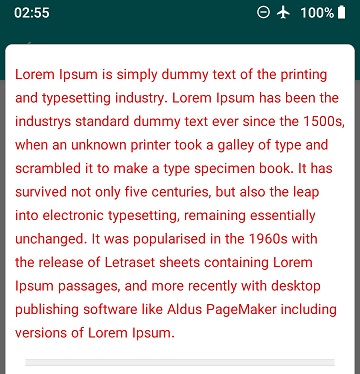 02:55 100%
Lorem Ipsum is simply dummy text of the printing
and typesetting industry. Lorem Ipsum has been the
industrys standard dummy text ever since the 1500s,
when an unknown printer took a galley of type and
scrambled it to make a type specimen book. It has
survived not only five centuries, but also the leap
into electronic typesetting, remaining essentially
unchanged. It was popularised in the 1960s with
the release of Letraset sheets containing Lorem
Ipsum passages, and more recently with desktop
publishing software like Aldus PageMaker including
versions of Lorem Ipsum.